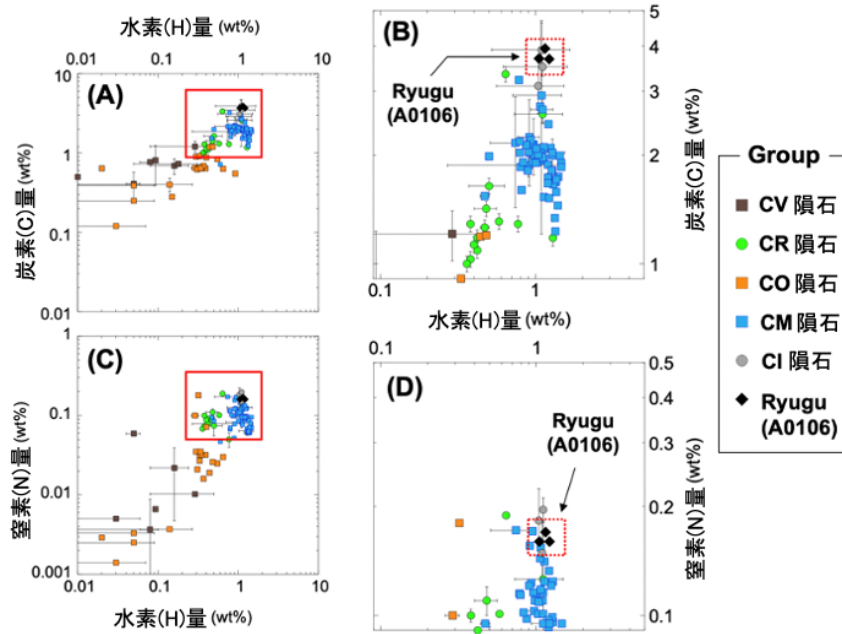 水素(H)量 (wt%)
0.01 0.1 1 10
10
1
0.1
0.01
炭素(C)量 (wt%)
(A)
(B)
Ryugu
(A0106)
5
4
3
2
1
炭素(C)量 (wt%)
0.1 1
水素(H)量 (wt%)
0.1 1
1
0.1
0.01
0.001
窒素(N)量 (wt%)
(C)
0.01 0.1 1 10
水素(H)量 (wt%)
(D)
Ryugu
(A0106)
0.5
0.4
0.3
0.2
0.1
窒素(N)量 (wt%)
Group
CV 隕石
CR 隕石
CO 隕石
CM 隕石
CI 隕石
Ryugu
(A0106)